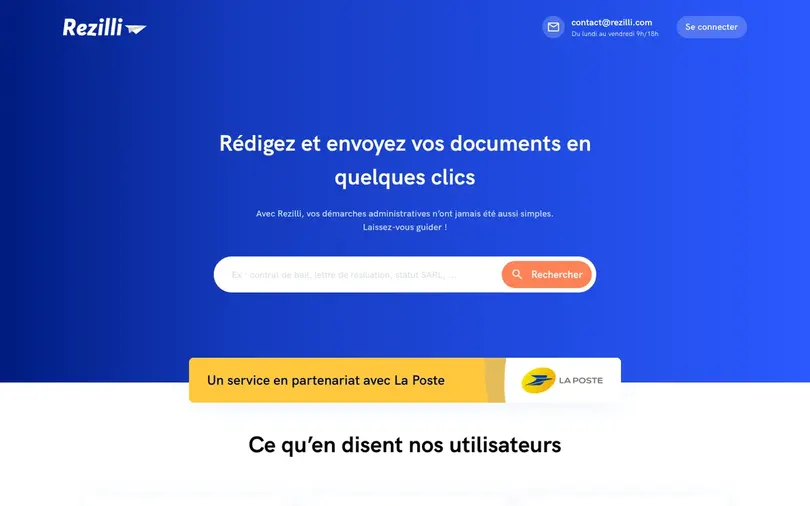 Rezilli
contact@rezilli.com
Du lundi au vendredi 9h/18h
Se connecter
Rédigez et envoyez vos documents en
quelques clics
Avec Rezilli, vos démarches administratives n'ont jamais été aussi simples.
Laissez-vous guider !
Ex : contrat de bail, lettre de résiliation, statut SARL, ...
Rechercher
Un service en partenariat avec La Poste
LA POSTE
Ce qu'en disent nos utilisateurs